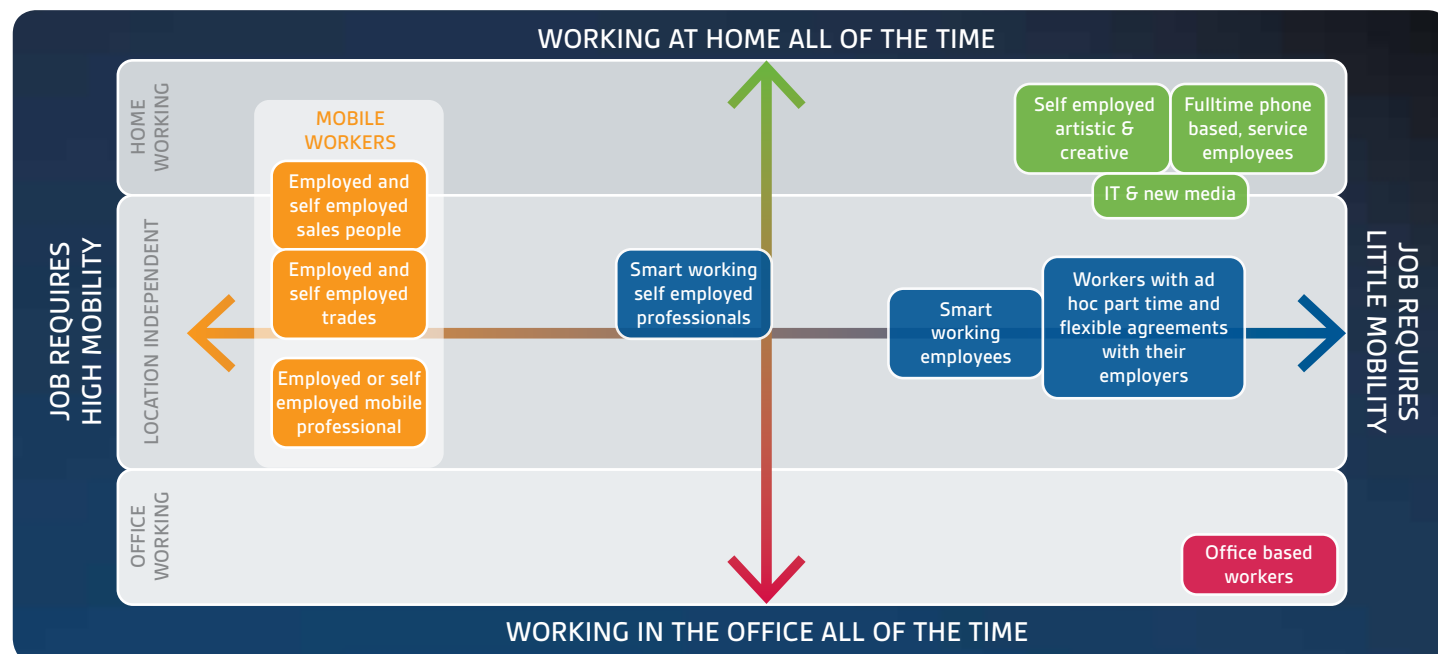 WORKING AT HOME ALL OF THE TIME
HOME
WORKING
MOBILE
WORKERS
Employed and
self employed
sales people
Self employed
artistic &
creative
Fulltime phone
based, service
employees
IT & new media
JOB REQUIRES
HIGH MOBILITY
LOCATION INDEPENDENT
Employed and
self employed
trades
Employed or self
employed mobile
professional
Smart working
self employed
professionals
Smart
working
employees
Workers with ad
hoc part time and
flexible agreements
with their
employers
JOB REQUIRES
LITTLE MOBILITY
OFFICE
WORKING
Office based
workers
WORKING IN THE OFFICE ALL OF THE TIME